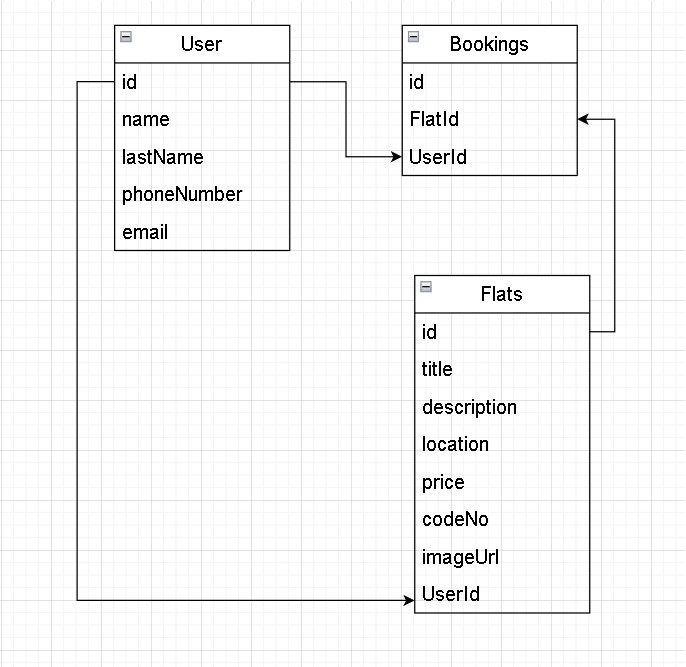 User
id
name
lastName
phoneNumber
email
Bookings
id
FlatId
UserId
Flats
id
title
description
location
price
codeNo
imageUrl
UserId